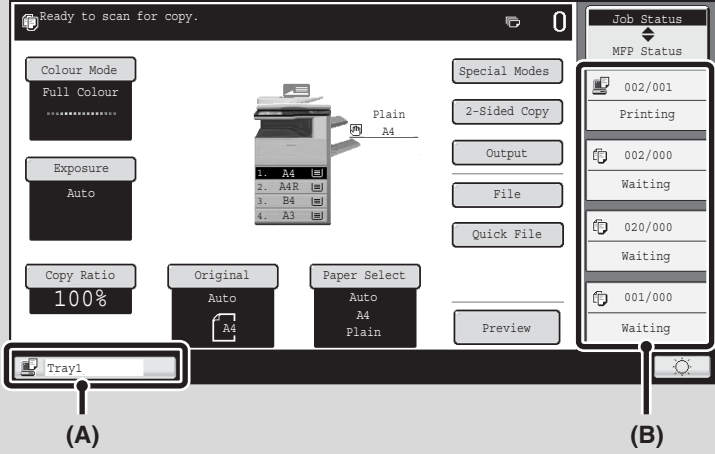 Ready to scan for copy.
0
Job Status
MFP Status
Colour Mode
Full Colour
Exposure
Auto
Copy Ratio
100%
Original
Auto
A4
Paper Select
Auto
A4
Plain
Plain
A4
1. A4
2. A4R
3. B4
4. A3
Special Modes
2-Sided Copy
Output
File
Quick File
Preview
002/001
Printing
002/000
Waiting
020/000
Waiting
001/000
Waiting
Tray1
(A)
(B)